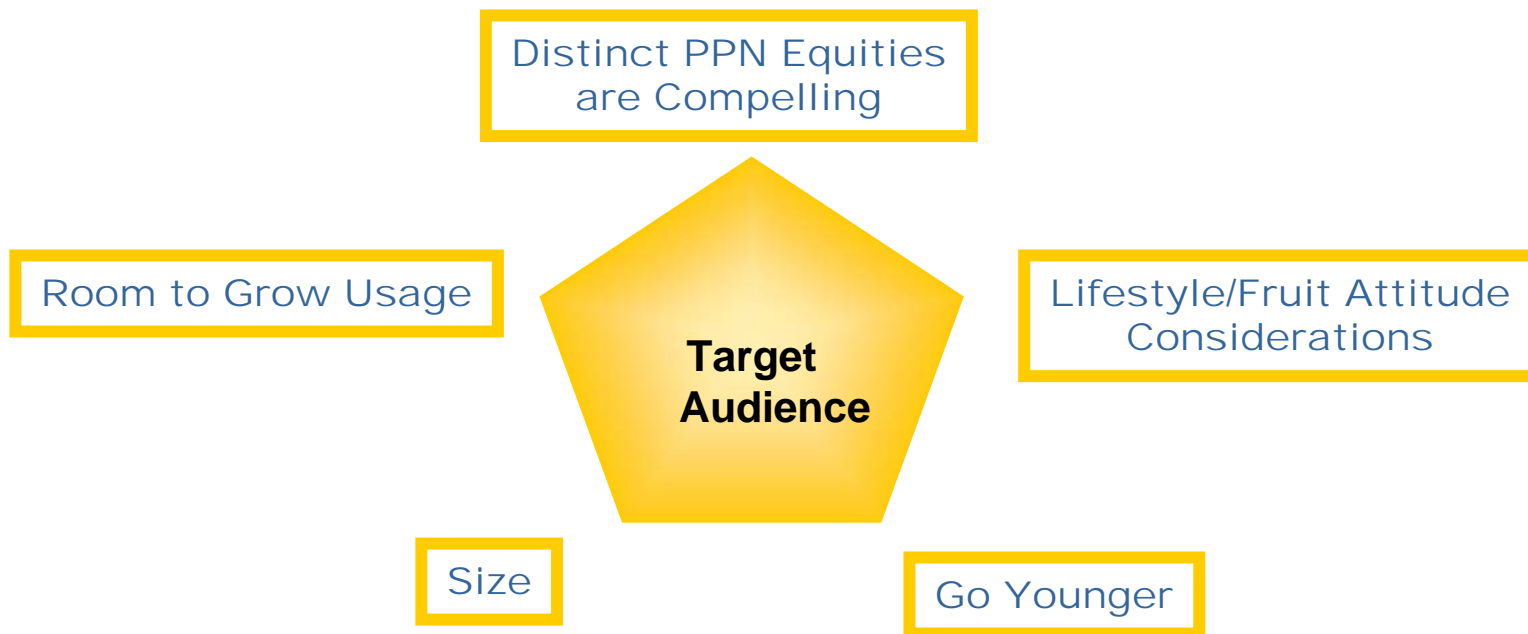 Distinct PPN Equities
are Compelling
Room to Grow Usage
Lifestyle/Fruit Attitude
Considerations
Target
Audience
Size
Go Younger